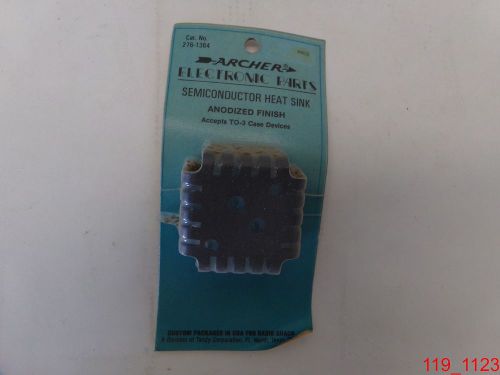 Cat. No.
276-1364
ARCHER
ELECTRONIC PARTS
SEMICONDUCTOR HEAT SINK
ANODIZED FINISH
Accepts TO-3 Case Devices
CUSTOM PACKAGED IN USA FOR RADIO SHACK
A Division of Tandy Corporation, Ft. Worth, Texas
119_1123